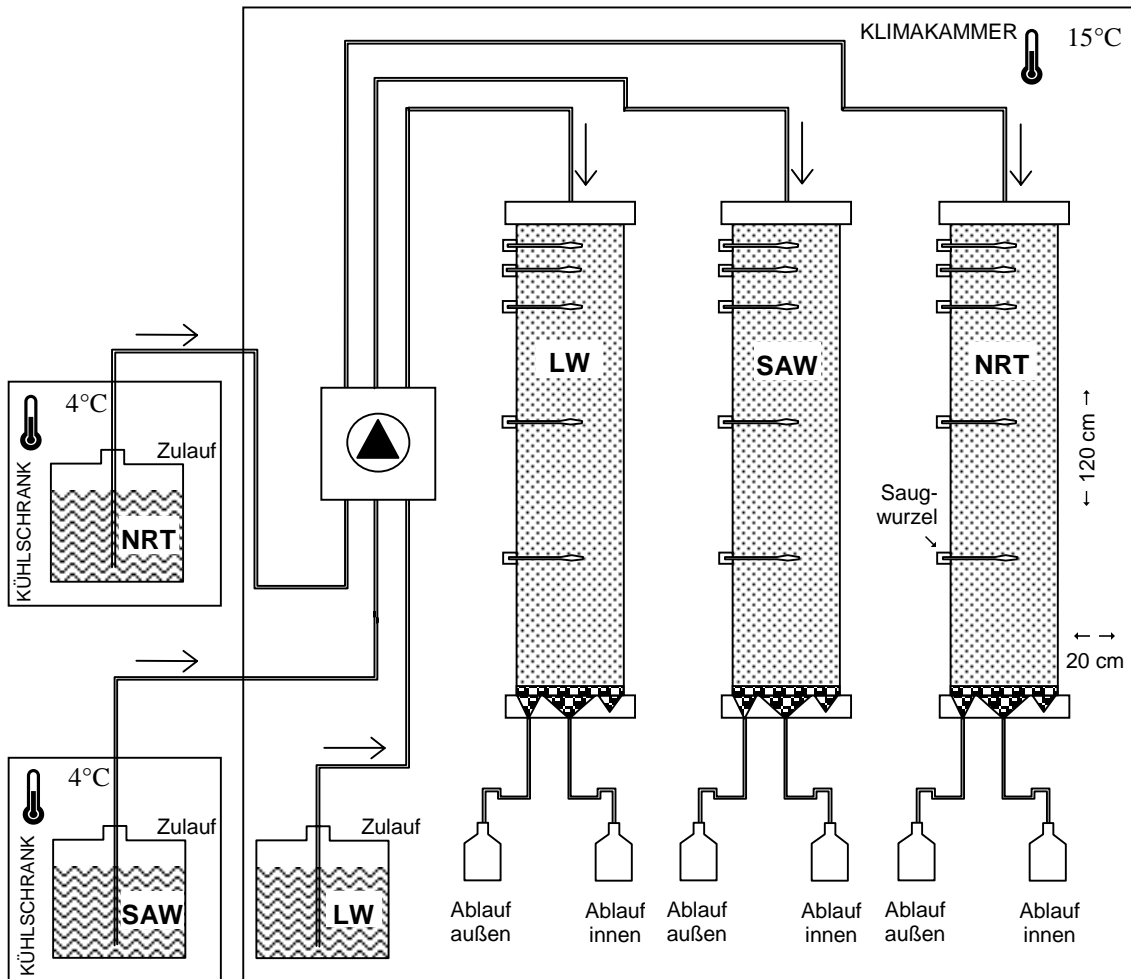 KLIMAKAMMER
15°C
LW
SAW
NRT
4°C
Zulauf
KÜHLSCHRANK
NRT
Saug-
wurzel
← 120 cm →
20 cm
4°C
Zulauf
KÜHLSCHRANK
SAW
Zulauf
LW
Ablauf
außen
Ablauf
innen
Ablauf
außen
Ablauf
innen
Ablauf
außen
Ablauf
innen